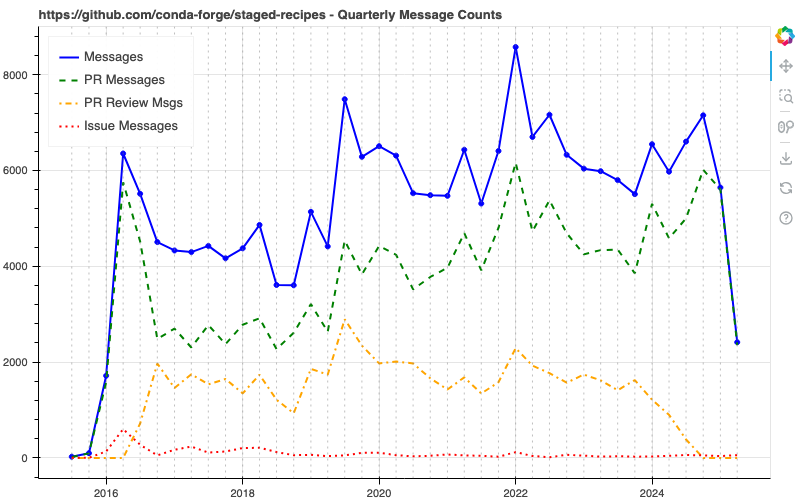 https://github.com/conda-forge/staged-recipes - Quarterly Message Counts
Messages
PR Messages
PR Review Msgs
Issue Messages
8000
6000
4000
2000
0
2016 2018 2020 2022 2024